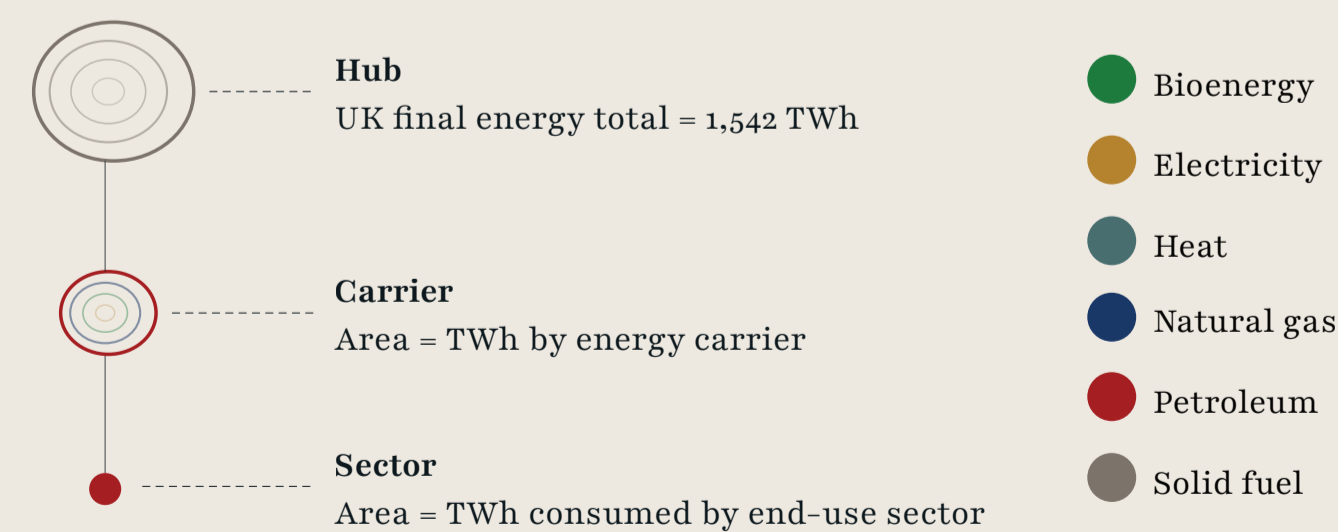 Hub
UK final energy total = 1,542 TWh
Carrier
Area = TWh by energy carrier
Sector
Area = TWh consumed by end-use sector
Bioenergy
Electricity
Heat
Natural gas
Petroleum
Solid fuel